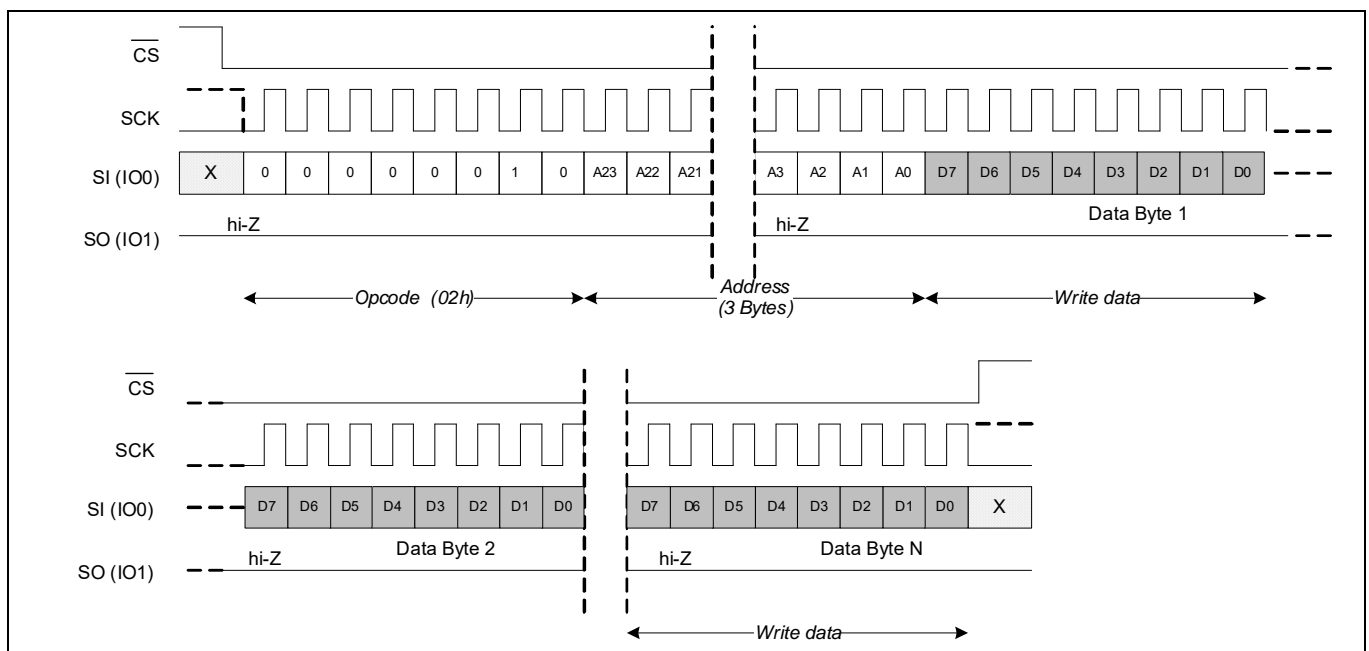 CS
SCK
SI (IO0) X 0 0 0 0 0 0 1 0 A23 A22 A21 A3 A2 A1 A0 D7 D6 D5 D4 D3 D2 D1 D0
hi-Z hi-Z Data Byte 1
SO (IO1)
Opcode (02h) Address (3 Bytes) Write data
CS
SCK
SI (IO0) D7 D6 D5 D4 D3 D2 D1 D0 D7 D6 D5 D4 D3 D2 D1 D0 X
hi-Z Data Byte 2 hi-Z Data Byte N
SO (IO1)
Write data